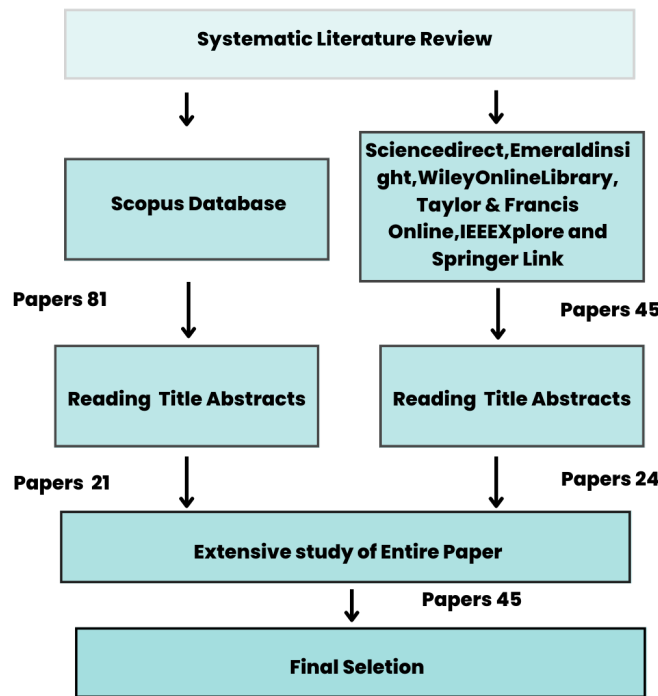 Systematic Literature Review
Scopus Database
Sciencedirect,Emeraldinsi
ght,WileyOnlineLibrary,
Taylor & Francis
Online,IEEEXplore and
Springer Link
Papers 81
Papers 45
Reading Title Abstracts
Reading Title Abstracts
Papers 21
Papers 24
Extensive study of Entire Paper
Papers 45
Final Seletion